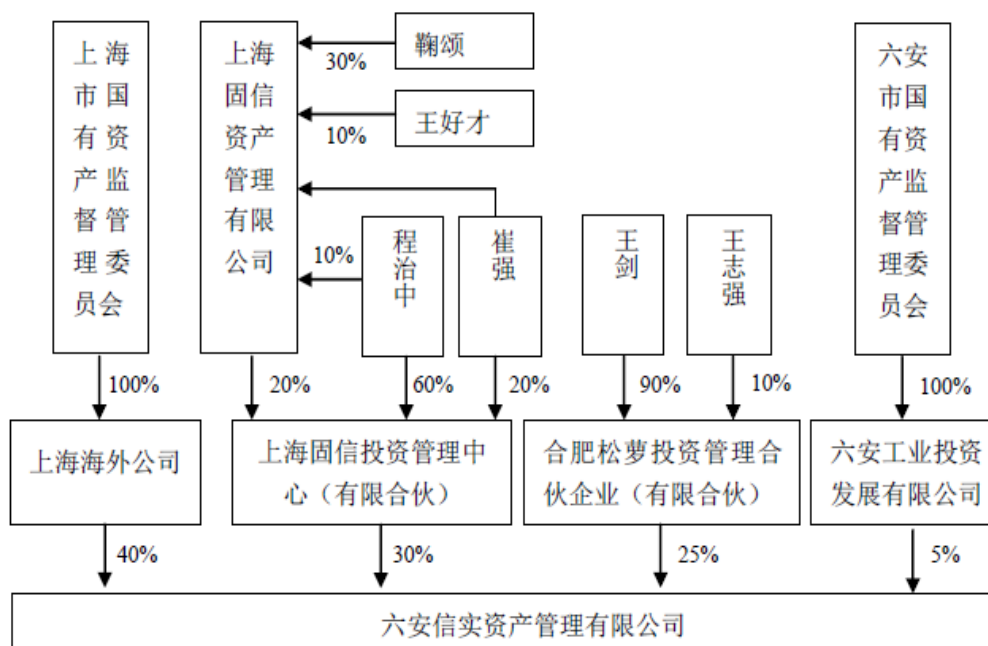 上海
市国
有资
产监
督管
理委
员会
上海
固信
资产
管理
有限
公司
鞠颂
30%
王好才
10%
程治中
10%
崔强
王剑
王志强
六安
市国
有资
产监
督管
理委
员会
100%
20%
60%
20%
90%
10%
100%
上海海外公司
上海固信投资管理中
心（有限合伙）
合肥松萝投资管理合
伙企业（有限合伙）
六安工业投资
发展有限公司
40%
30%
25%
5%
六安信实资产管理有限公司